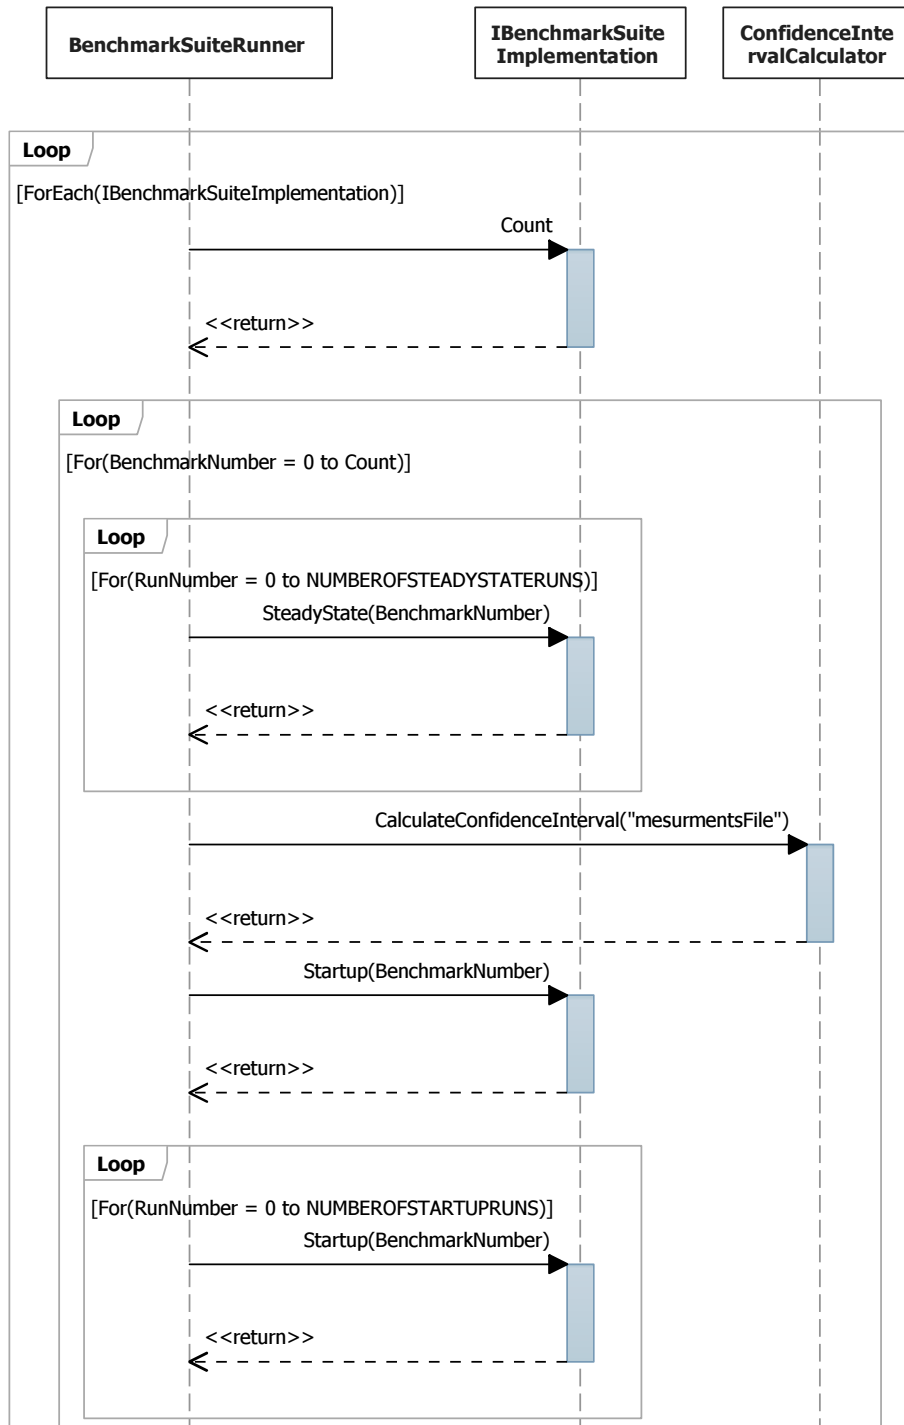 BenchmarkSuiteRunner
IBenchmarkSuite
Implementation
ConfidenceInte
rvalCalculator
Loop
[ForEach(IBenchmarkSuiteImplementation)]
Count
<<return>>
Loop
[For(BenchmarkNumber = 0 to Count)]
Loop
[For(RunNumber = 0 to NUMBEROFSTEADYSTATERUNS)]
SteadyState(BenchmarkNumber)
<<return>>
CalculateConfidenceInterval("mesurmentsFile")
<<return>>
Startup(BenchmarkNumber)
<<return>>
Loop
[For(RunNumber = 0 to NUMBEROFSTARTUPRUNS)]
Startup(BenchmarkNumber)
<<return>>